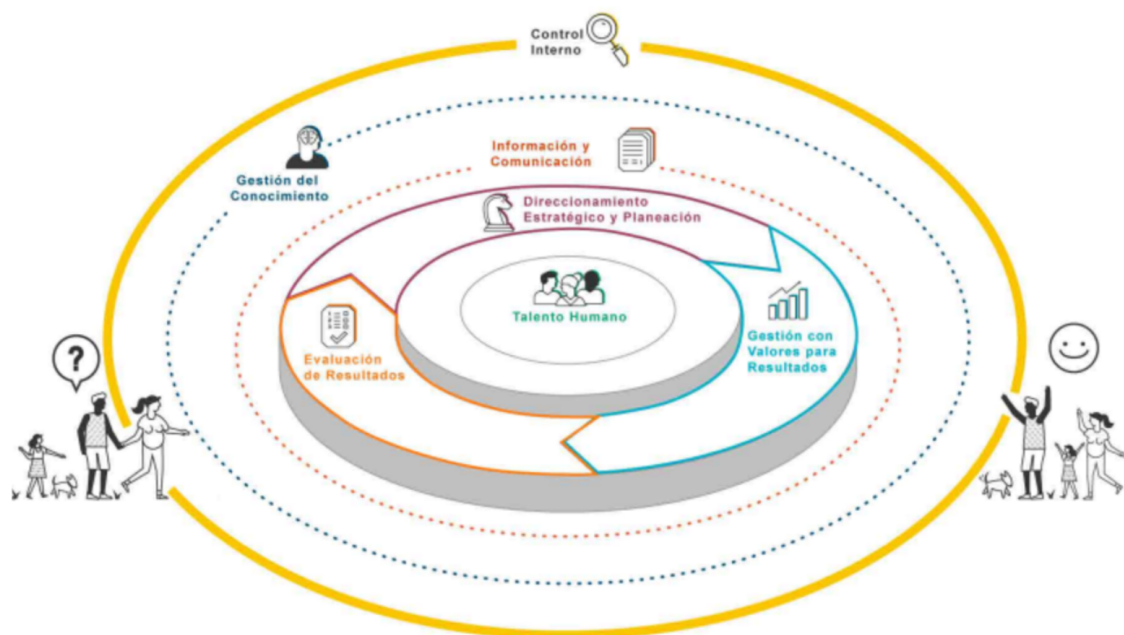 Control
Interno
Gestión del
Conocimiento
Información y
Comunicación
Direccionamiento
Estratégico y Planeación
Talento Humano
Gestión con
Valores para
Resultados
Evaluación
de Resultados
?